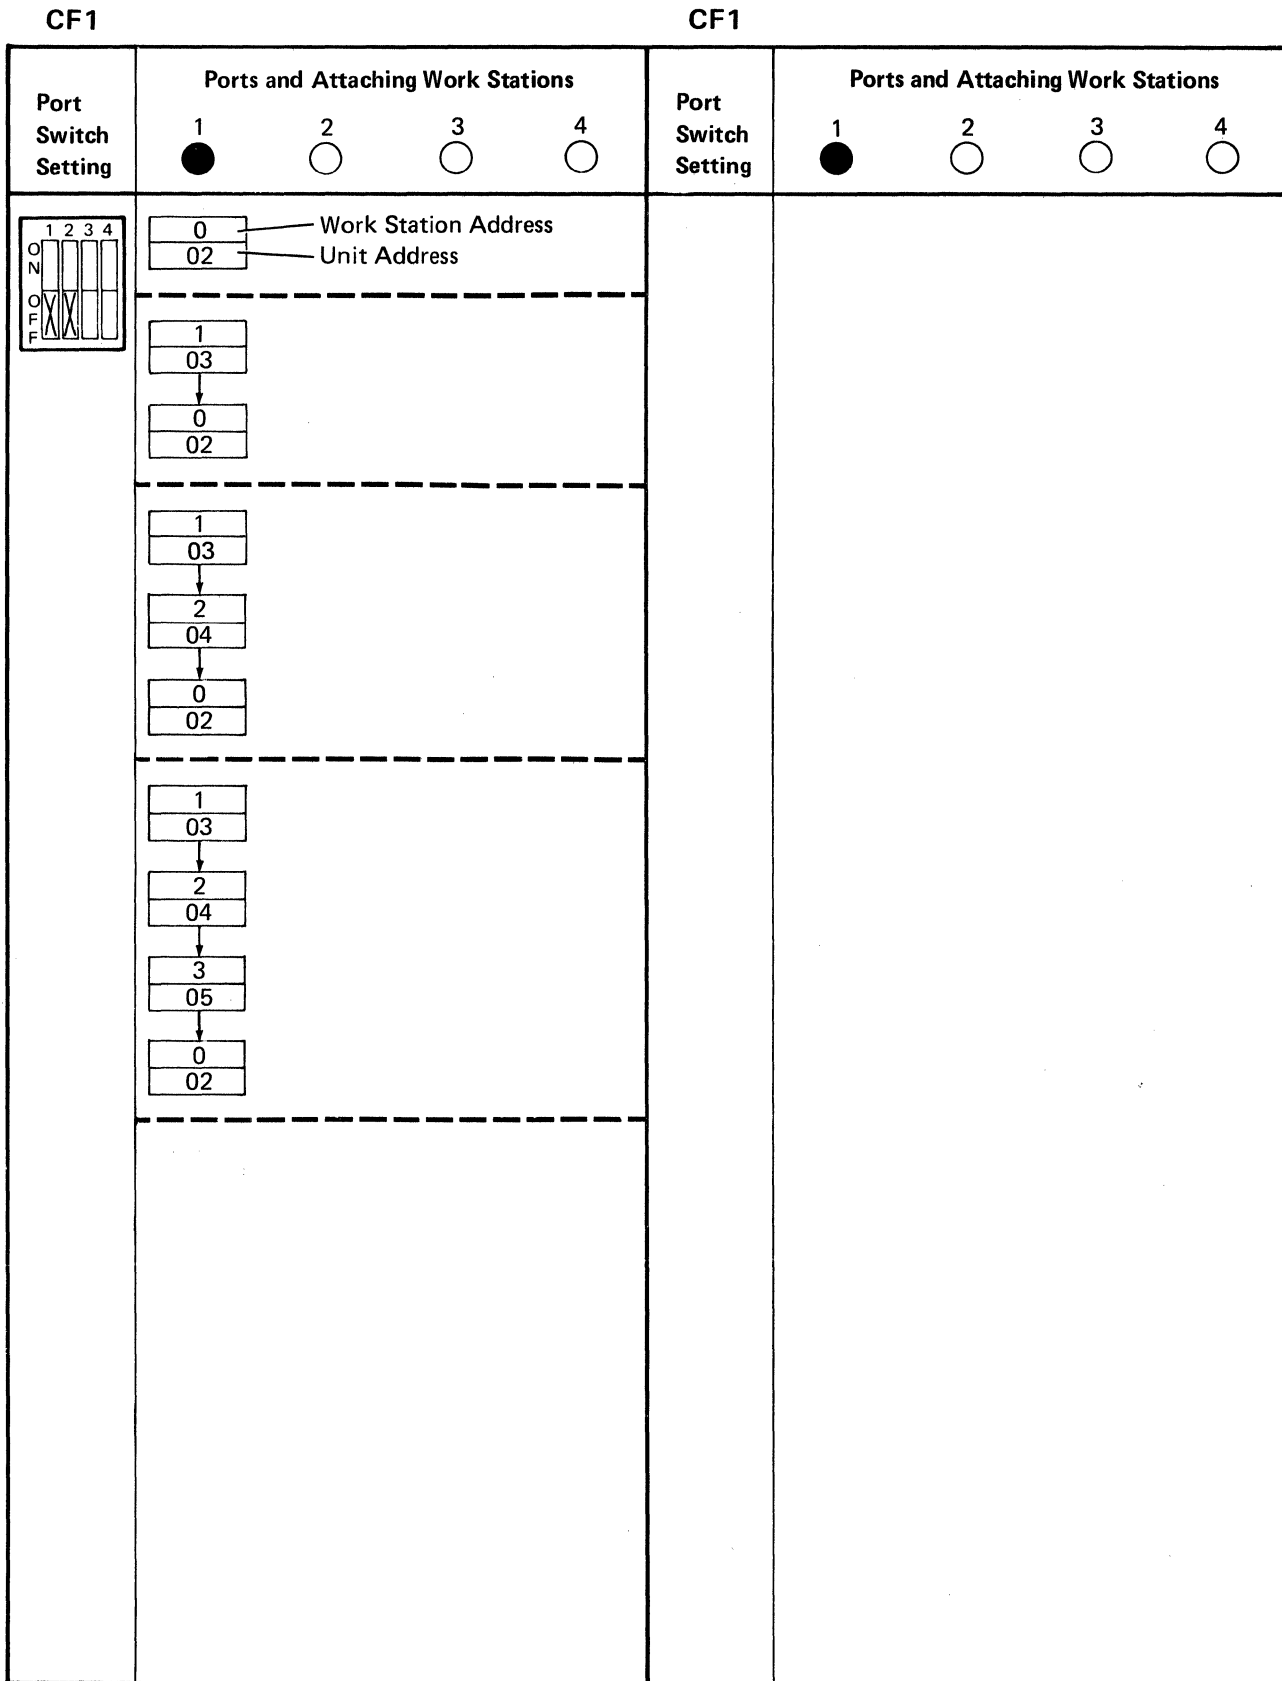 CF1
CF1
Port
Switch
Setting
Ports and Attaching Work Stations
1 2 3 4
Port
Switch
Setting
Ports and Attaching Work Stations
1 2 3 4
1 2 3 4
ON
OFF
0
02
Work Station Address
Unit Address
1
03
0
02
1
03
2
04
0
02
1
03
2
04
3
05
0
02